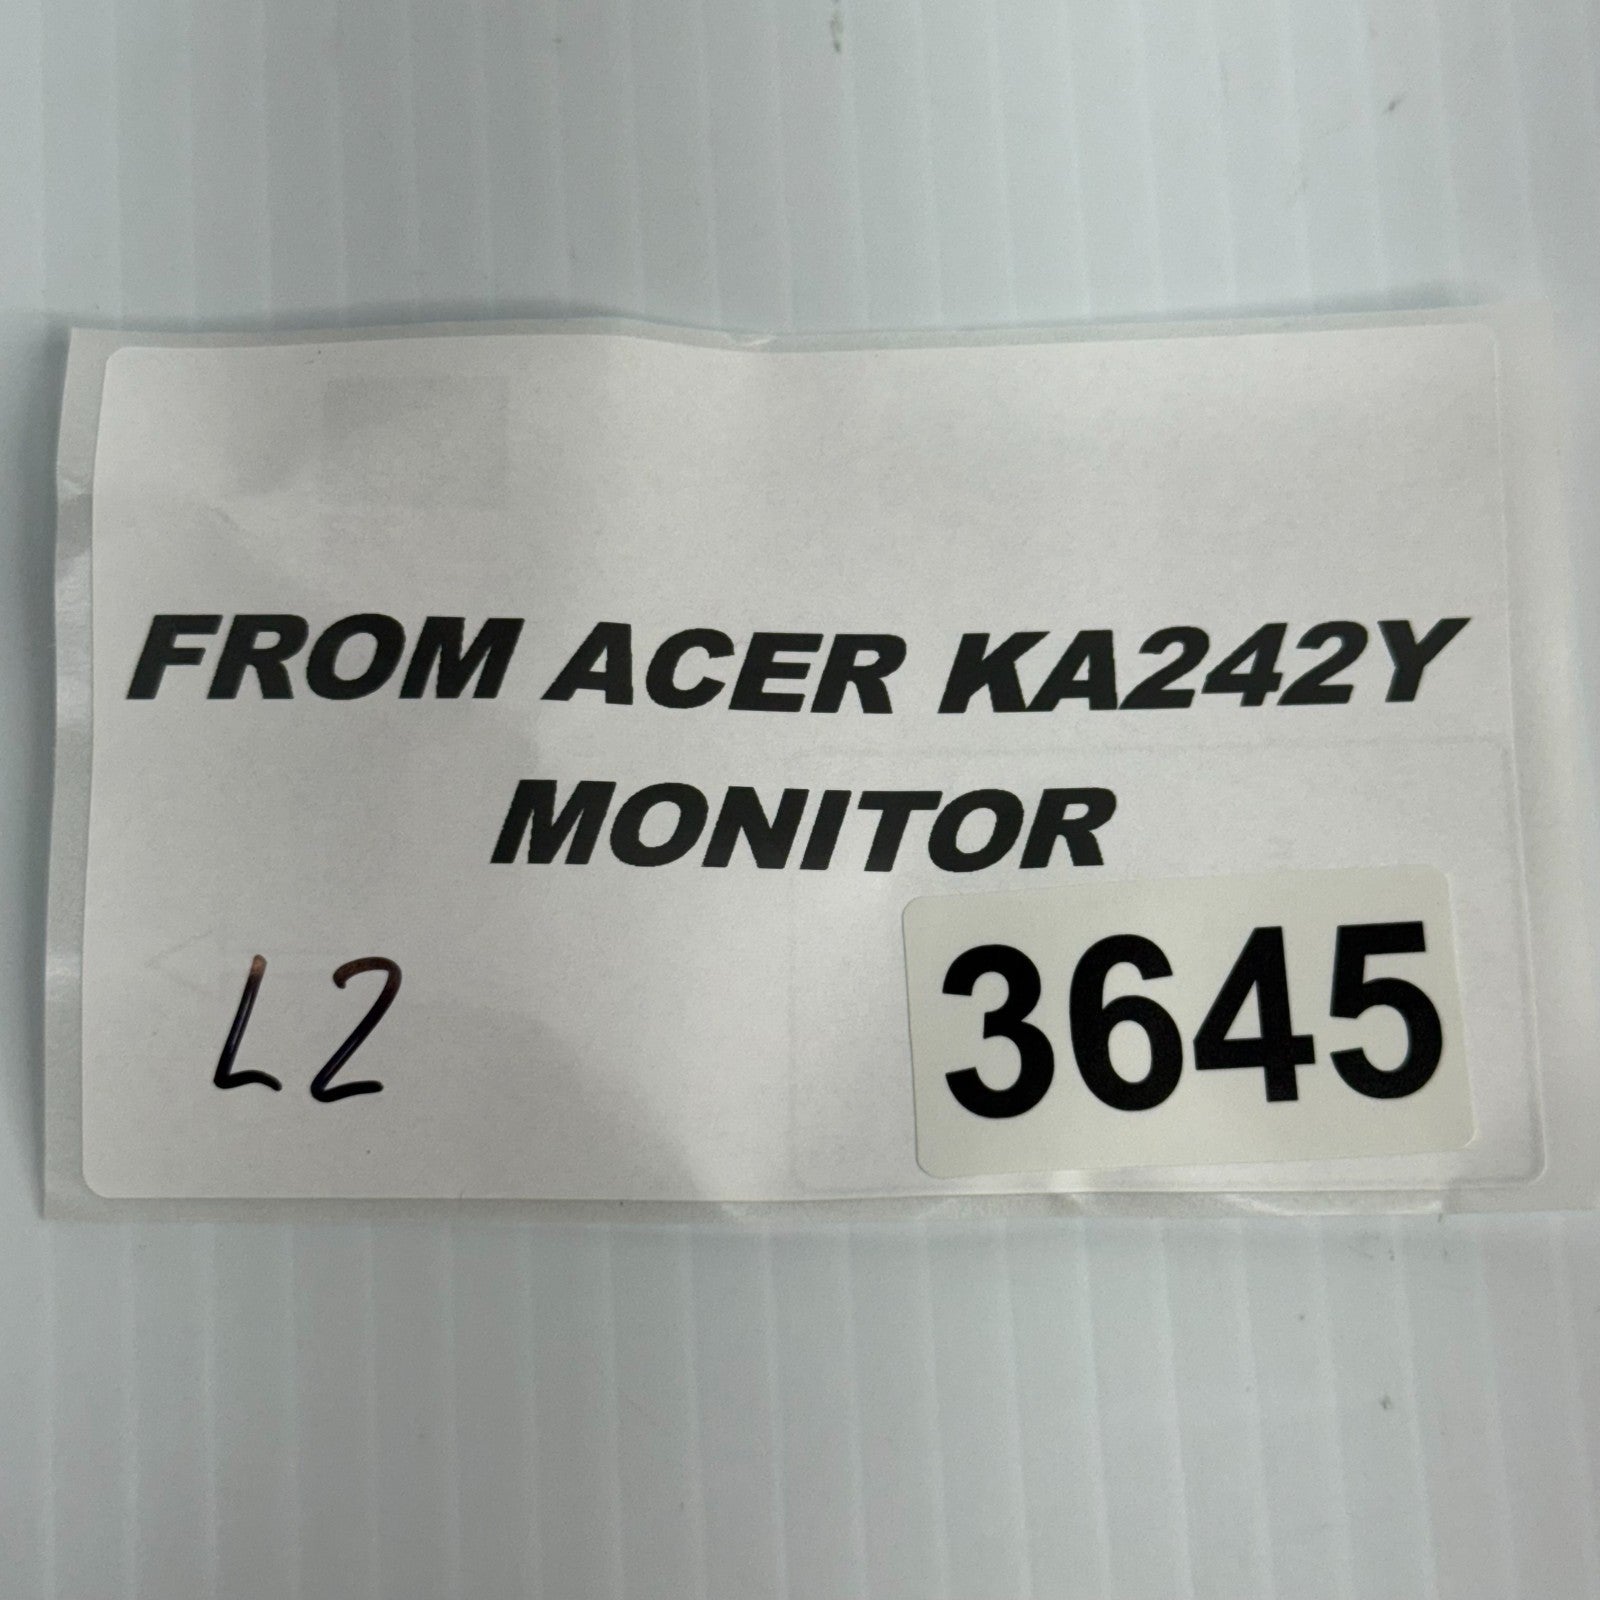 FROM ACER KA242Y
MONITOR
L2
3645